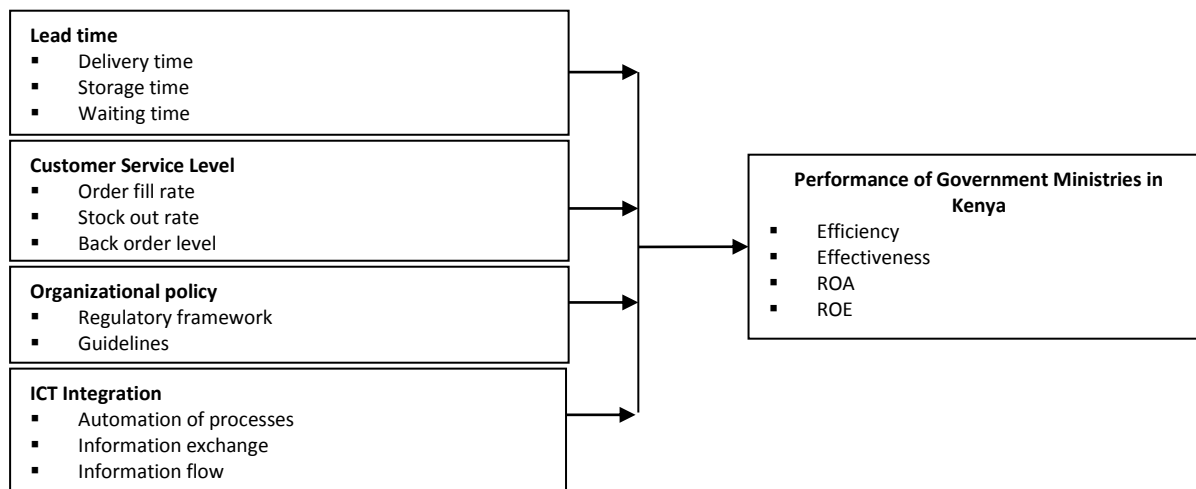 Lead time
▪ Delivery time
▪ Storage time
▪ Waiting time
Customer Service Level
▪ Order fill rate
▪ Stock out rate
▪ Back order level
Organizational policy
▪ Regulatory framework
▪ Guidelines
ICT Integration
▪ Automation of processes
▪ Information exchange
▪ Information flow
Performance of Government Ministries in
Kenya
▪ Efficiency
▪ Effectiveness
▪ ROA
▪ ROE